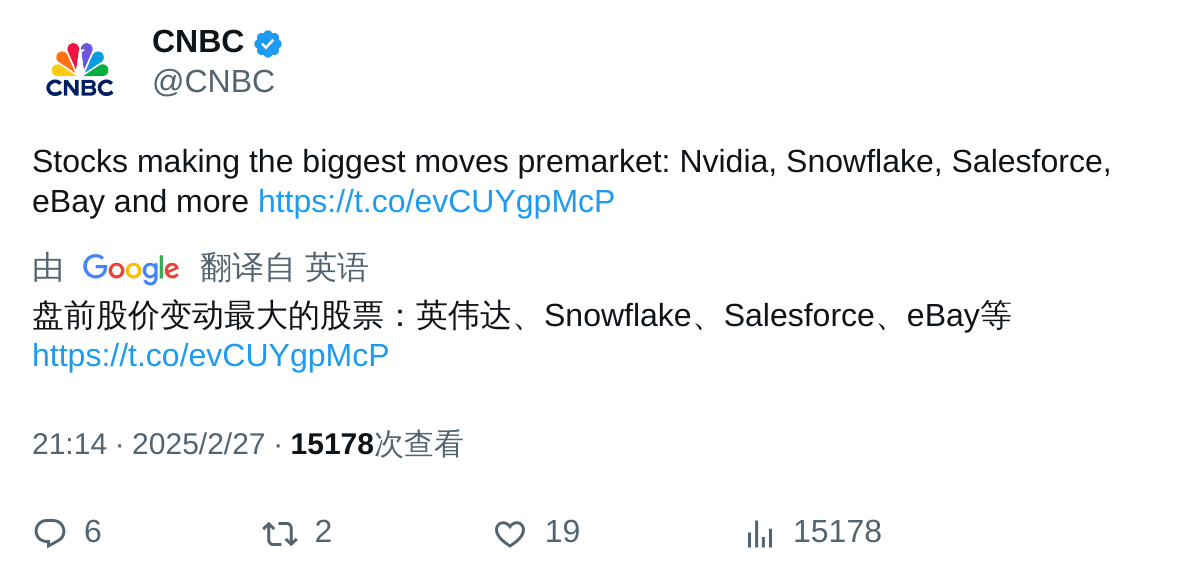 CNBC
CNBC
@CNBC
Stocks making the biggest moves premarket: Nvidia, Snowflake, Salesforce,
eBay and more https://t.co/evCUYgpMcP
由 Google 翻译自 英语
盘前股价变动最大的股票：英伟达、Snowflake、Salesforce、eBay等
https://t.co/evCUYgpMcP
21:14 · 2025/2/27 · 15178次查看
6 2 19 15178